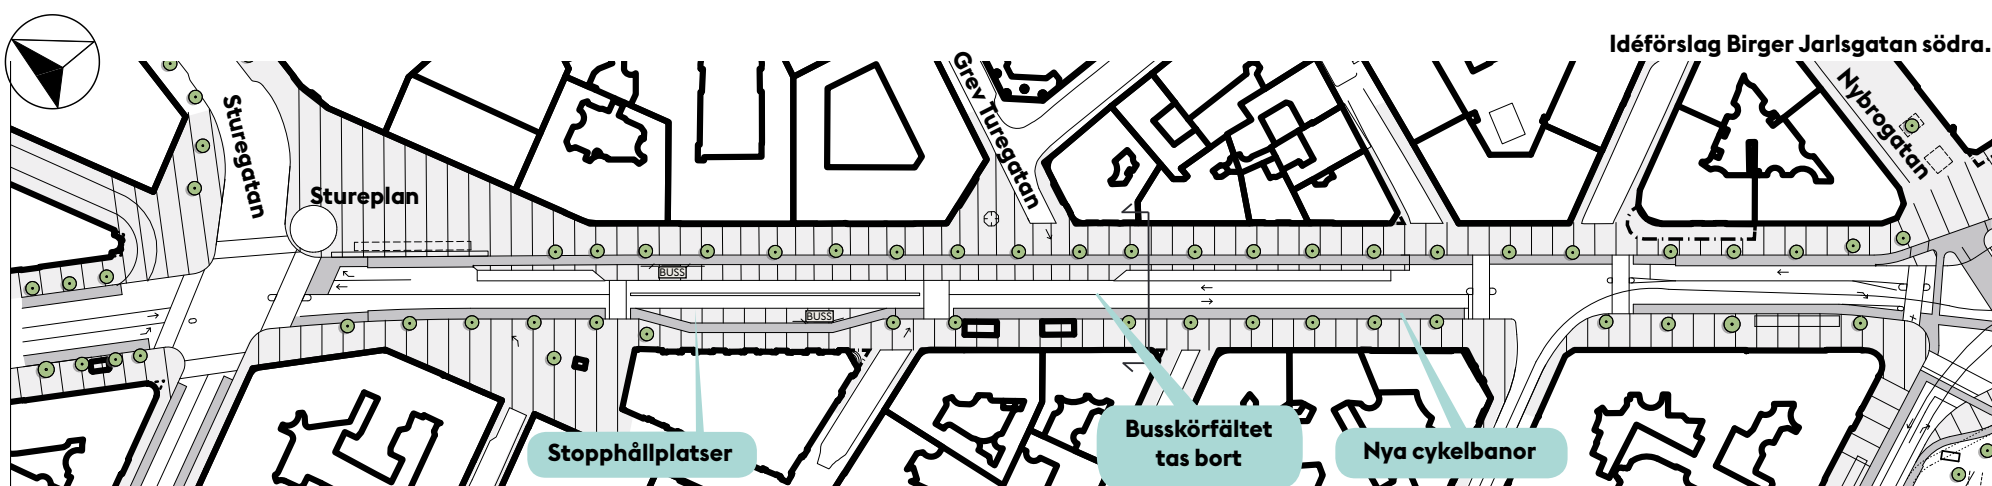 Idéförslag Birger Jarlsgatan södra.
Sturegatan
Stureplan
Grev Turegatan
Nybrogatan
BUSS
BUSS
Stopphållplatser
Busskörfältet
tas bort
Nya cykelbanor